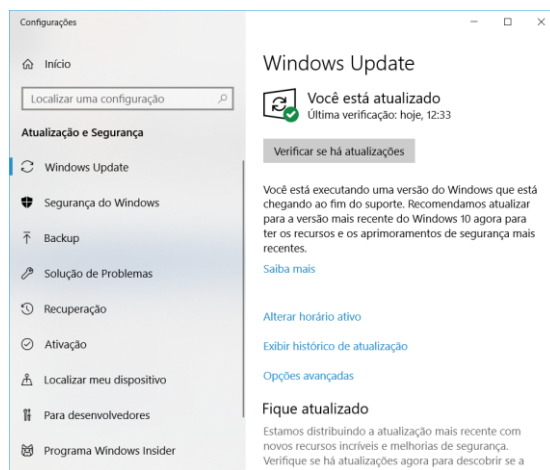 Configurações
Início
Localizar uma configuração
Atualização e Segurança
Windows Update
Segurança do Windows
Backup
Solução de Problemas
Recuperação
Ativação
Localizar meu dispositivo
Para desenvolvedores
Programa Windows Insider
Windows Update
Você está atualizado
Última verificação: hoje, 12:33
Verificar se há atualizações
Você está executando uma versão do Windows que está
chegando ao fim do suporte. Recomendamos atualizar
para a versão mais recente do Windows 10 agora para
ter os recursos e os aprimoramentos de segurança mais
recentes.
Saiba mais
Alterar horário ativo
Exibir histórico de atualização
Opções avançadas
Fique atualizado
Estamos distribuindo a atualização mais recente com
novos recursos incríveis e melhorias de segurança.
Verifique se há atualizações agora para descobrir se a